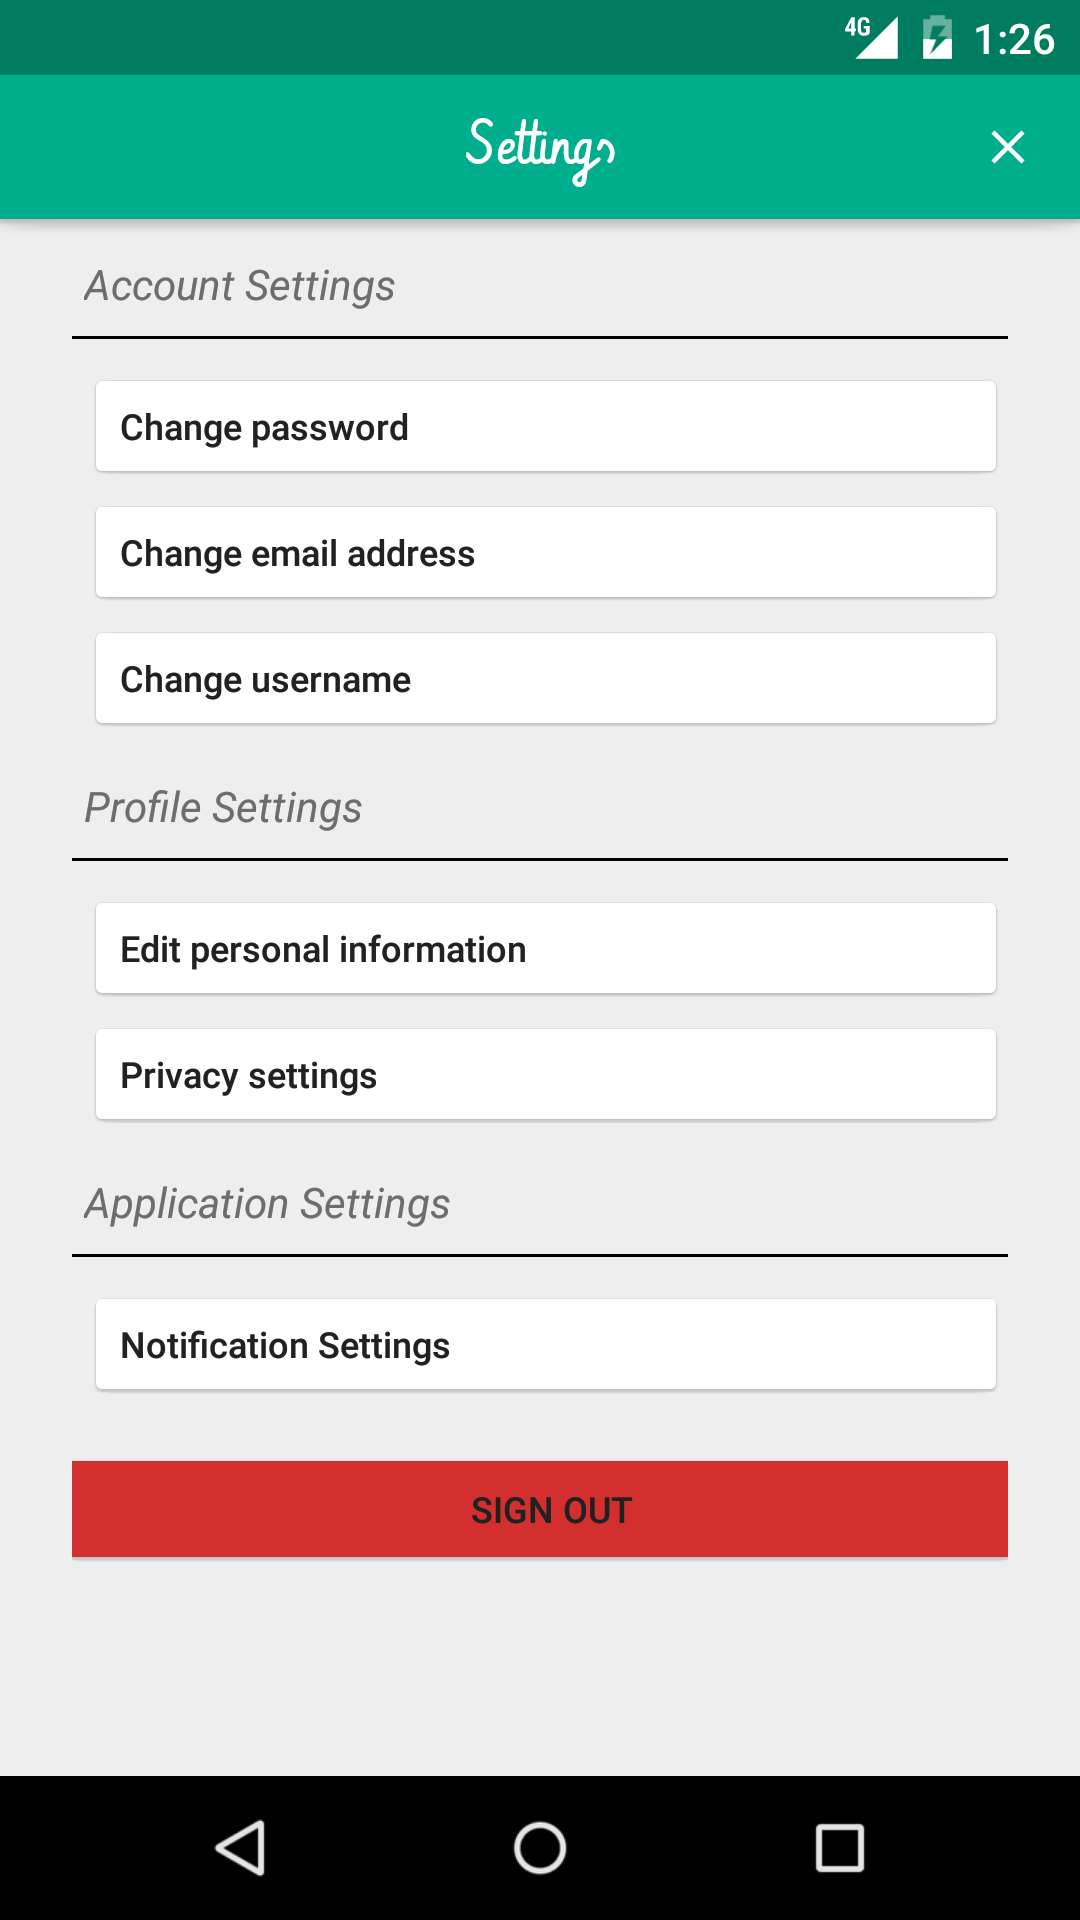 4G 1:26
Settings
Account Settings
Change password
Change email address
Change username
Profile Settings
Edit personal information
Privacy settings
Application Settings
Notification Settings
SIGN OUT